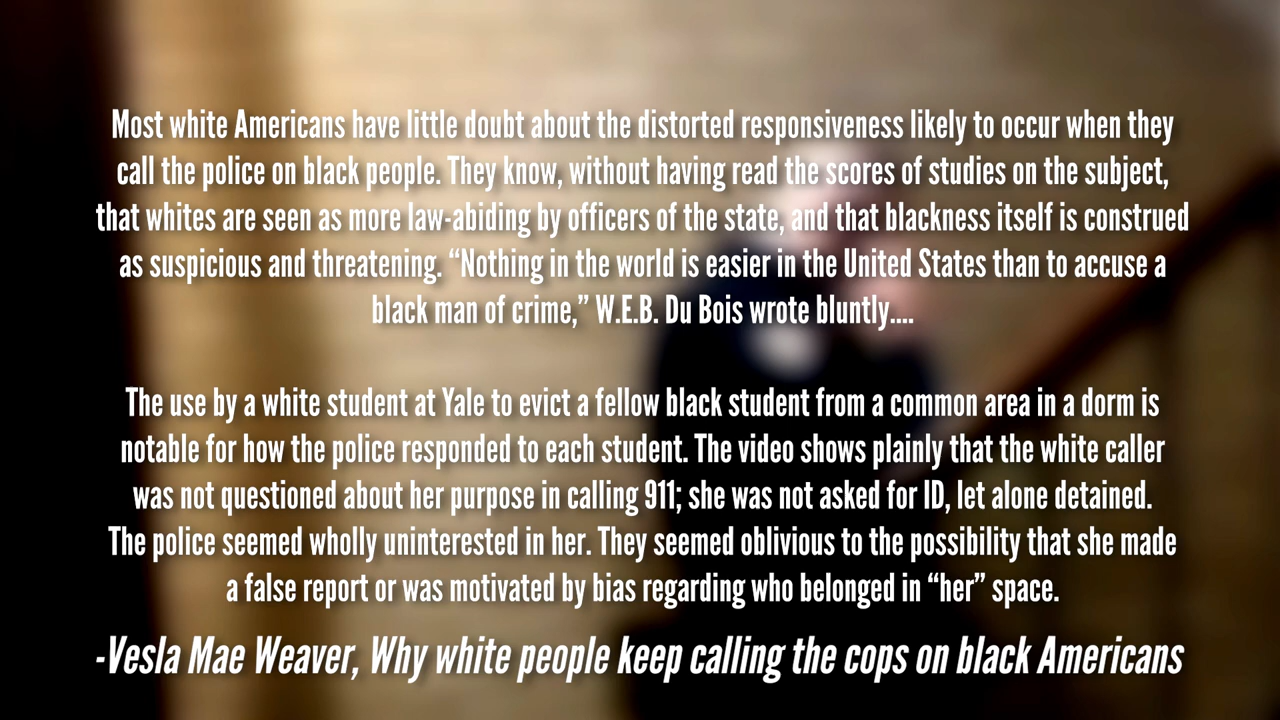 Most white Americans have little doubt about the distorted responsiveness likely to occur when they
call the police on black people. They know, without having read the scores of studies on the subject,
that whites are seen as more law-abiding by officers of the state, and that blackness itself is construed
as suspicious and threatening. “Nothing in the world is easier in the United States than to accuse a
black man of crime,” W.E.B. Du Bois wrote bluntly....
The use by a white student at Yale to evict a fellow black student from a common area in a dorm is
notable for how the police responded to each student. The video shows plainly that the white caller
was not questioned about her purpose in calling 911; she was not asked for ID, let alone detained.
The police seemed wholly uninterested in her. They seemed oblivious to the possibility that she made
a false report or was motivated by bias regarding who belonged in “her” space.
-Vesla Mae Weaver, Why white people keep calling the cops on black Americans